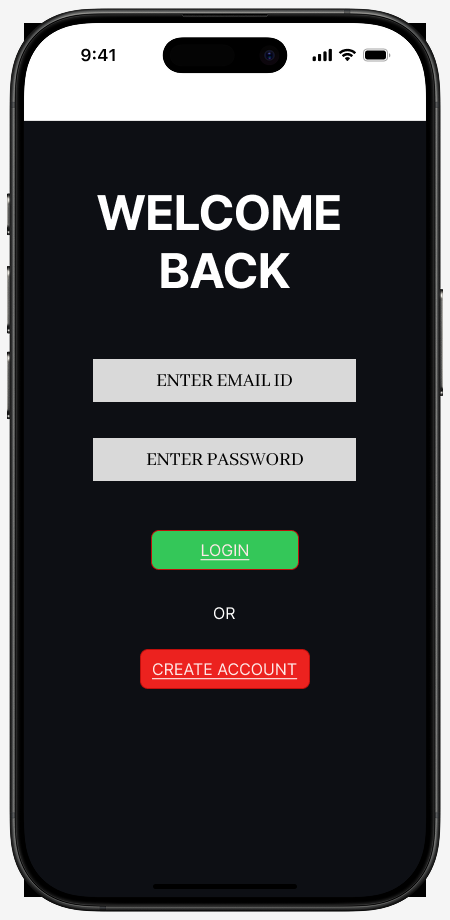 9:41
WELCOME
BACK
ENTER EMAIL ID
ENTER PASSWORD
LOGIN
OR
CREATE ACCOUNT